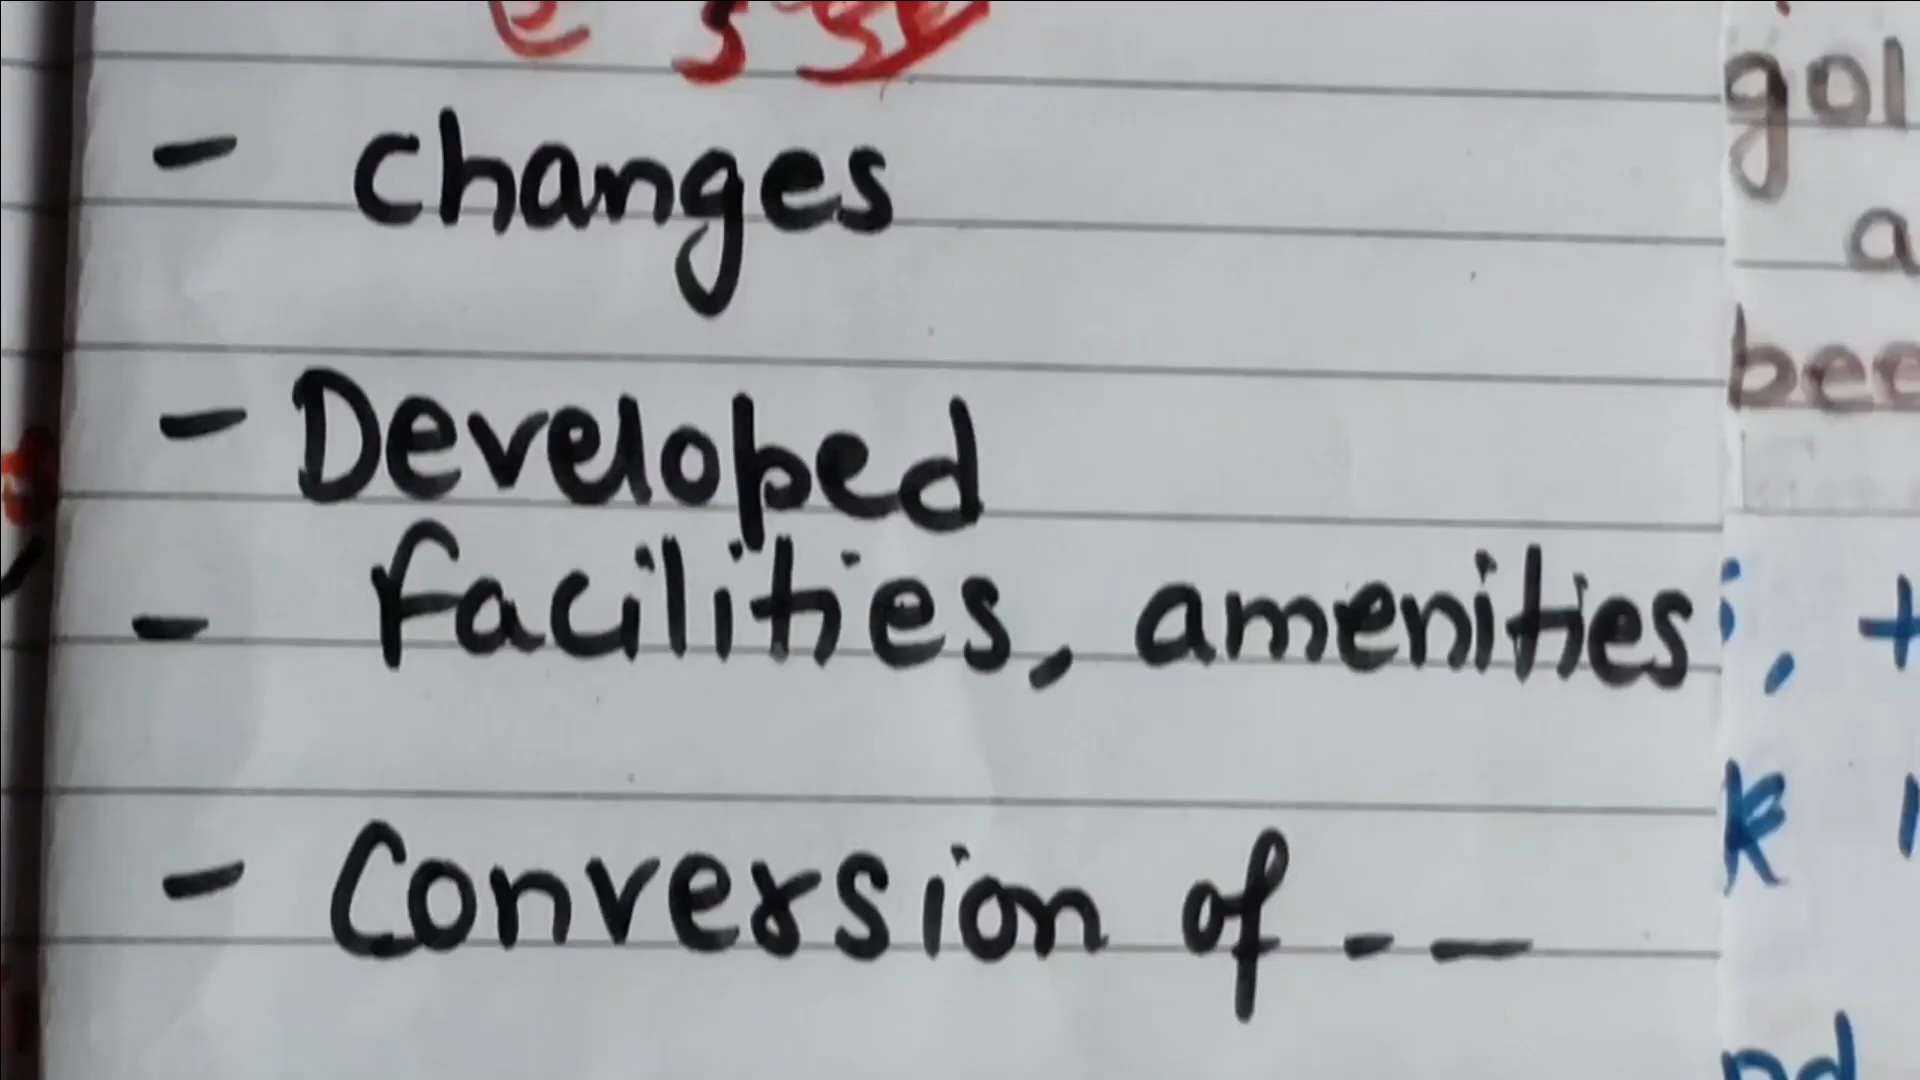 - changes
- Developed
- facilities, amenities
- Conversion of - -